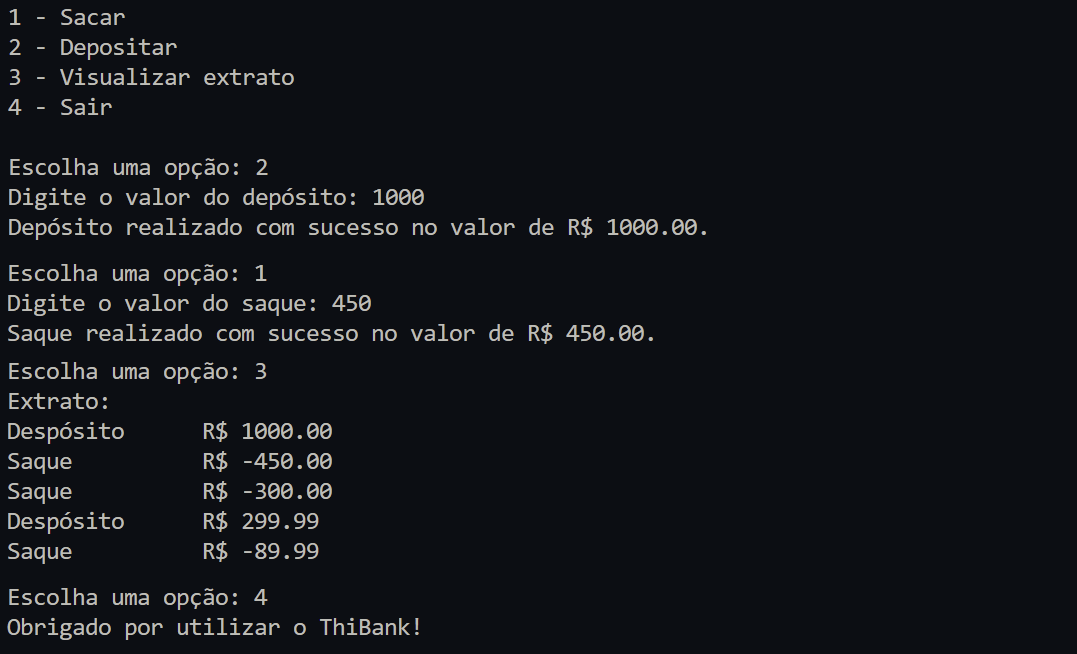 1 - Sacar
2 - Depositar
3 - Visualizar extrato
4 - Sair
Escolha uma opção: 2
Digite o valor do depósito: 1000
Depósito realizado com sucesso no valor de R$ 1000.00.
Escolha uma opção: 1
Digite o valor do saque: 450
Saque realizado com sucesso no valor de R$ 450.00.
Escolha uma opção: 3
Extrato:
Despósito      R$ 1000.00
Saque          R$ -450.00
Saque          R$ -300.00
Despósito      R$ 299.99
Saque          R$ -89.99
Escolha uma opção: 4
Obrigado por utilizar o ThiBank!